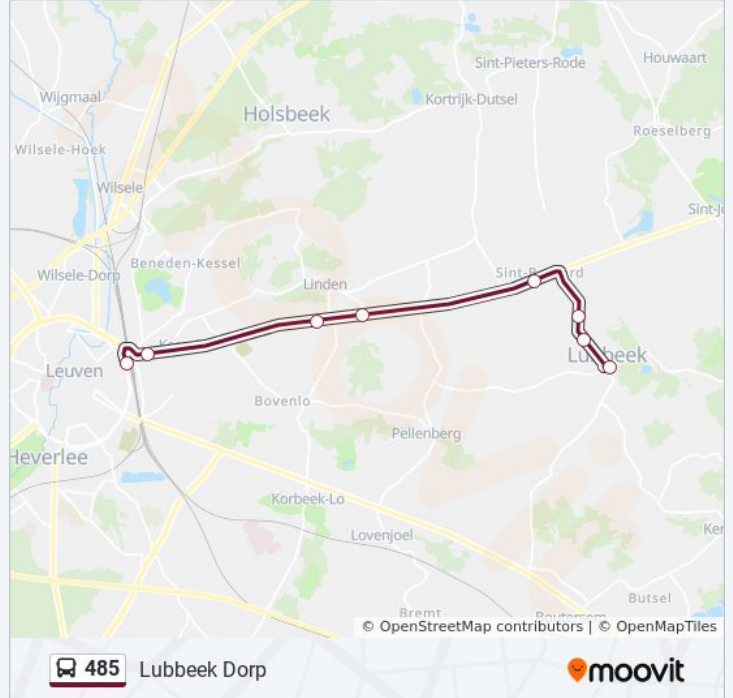 Sint-Pieters-Rode
Houwaart
Wijgmaal
Kortrijk-Dutsel
Holsbeek
Roeselberg
Wilsele-Hoek
Wilsele
Sint-J
Beneden-Kessel
Wilsele-Dorp
Linden
Leuven
Bovenlo
Pellenberg
Heverlee
Korbeek-Lo
Lovenjoel
Ker
Butsel
Bremt
© OpenStreetMap contributors | © OpenMapTiles
485 Lubbeek Dorp
moovit